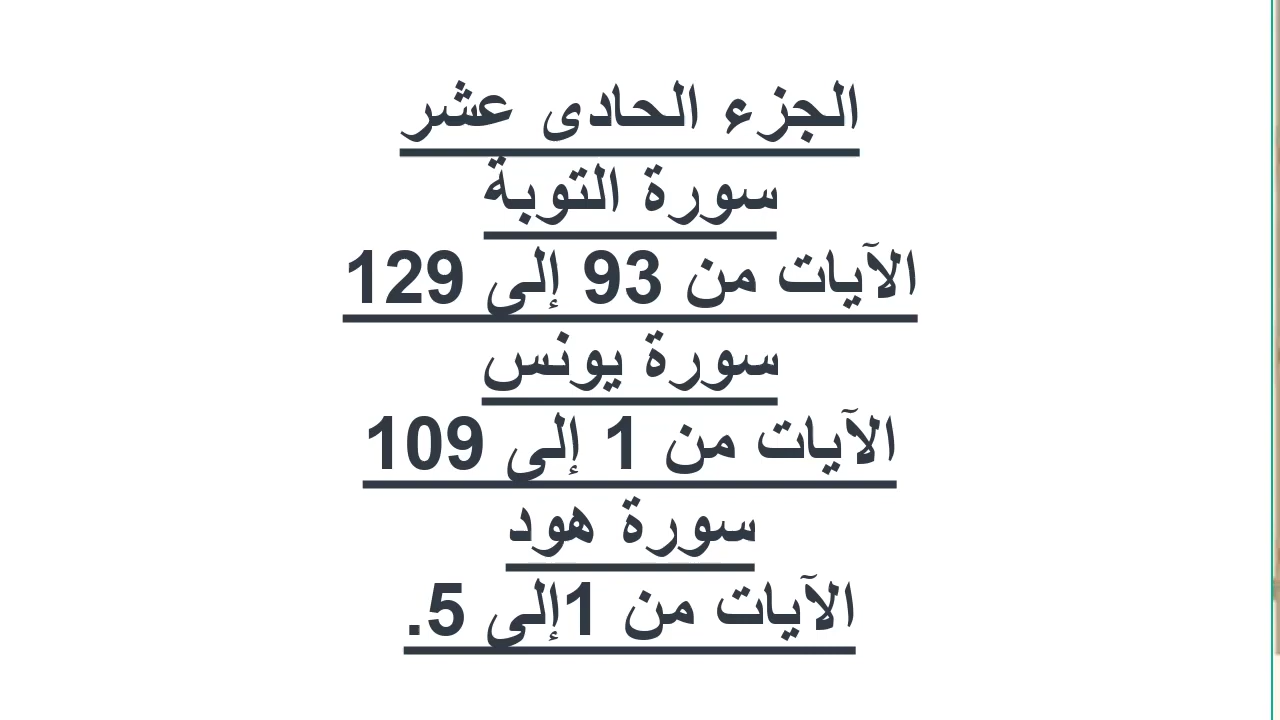 الجزء الحادى عشر
سورة التوبة
الآيات من 93 إلى 129
سورة يونس
الآيات من 1 إلى 109
سورة هود
الآيات من 1إلى 5.